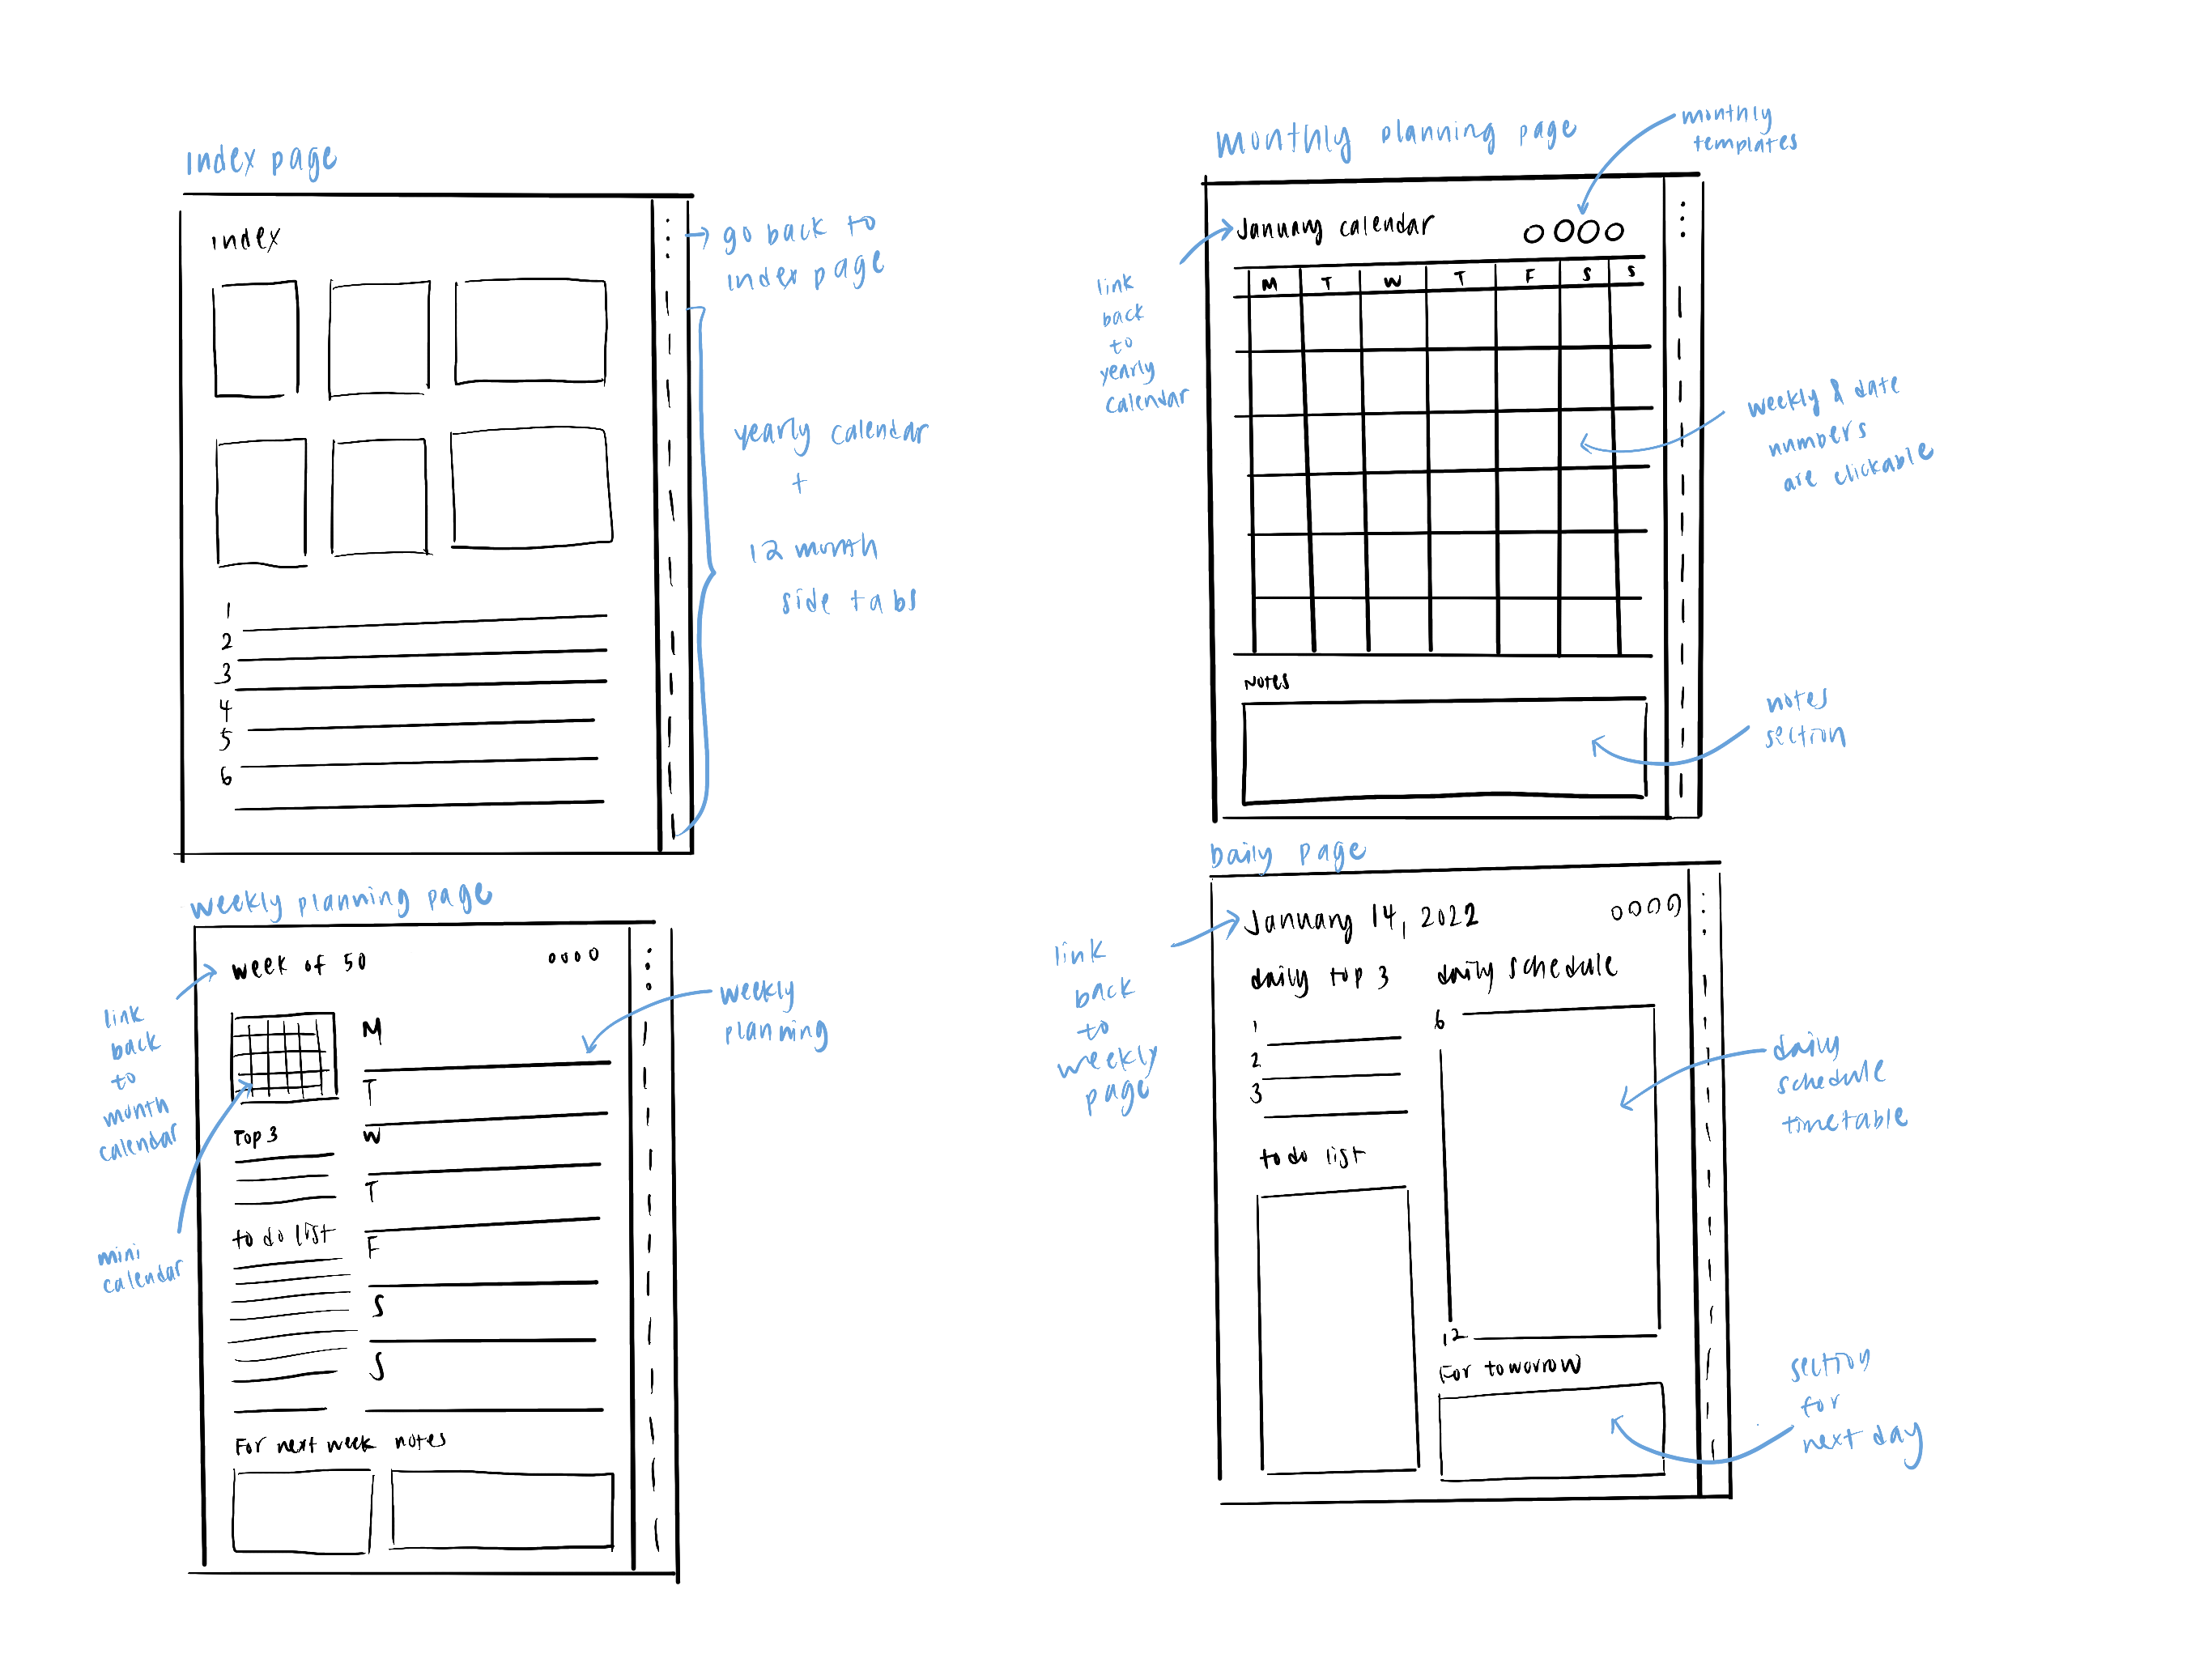 index page
index
go back to
index page
yearly calendar
+
12 month
side tabs
1
2
3
4
5
6
monthly planning page
monthly
templates
January calendar
link
back
to
yearly
calendar
M T W T F S S
weekly & date
numbers
are clickable
Notes
notes
section
weekly planning page
week of 50
link
back
to
month
calendar
mini
calendar
weekly
planning
M
T
W
T
F
S
S
Top 3
to do list
For next week notes
Daily page
January 14, 2022
link
back
to
weekly
page
daily top 3 daily schedule
1
2
3
6
to do list
daily
schedule
timetable
12
For tomorrow
section
for
next day